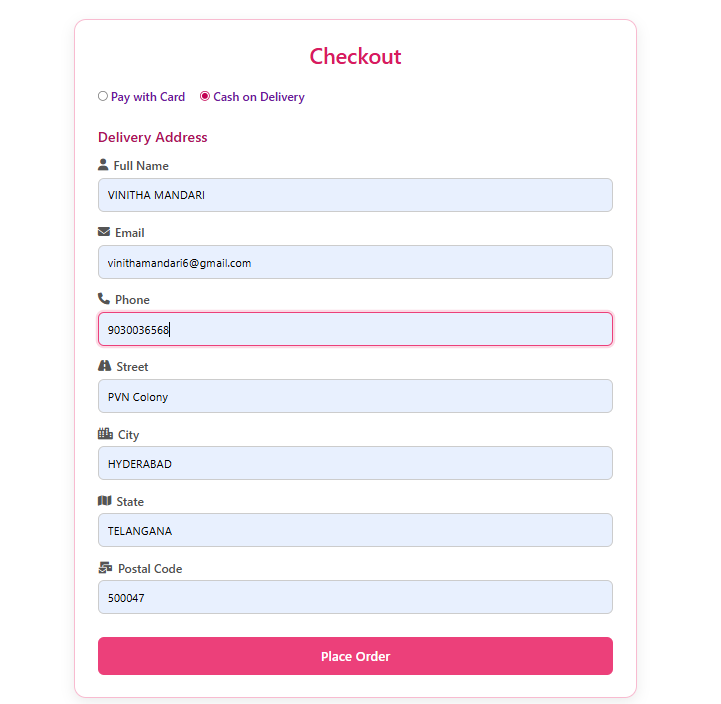 Checkout
Pay with Card Cash on Delivery
Delivery Address
Full Name
VINITHA MANDARI
Email
vinithamandari6@gmail.com
Phone
9030036568
Street
PVN Colony
City
HYDERABAD
State
TELANGANA
Postal Code
500047
Place Order